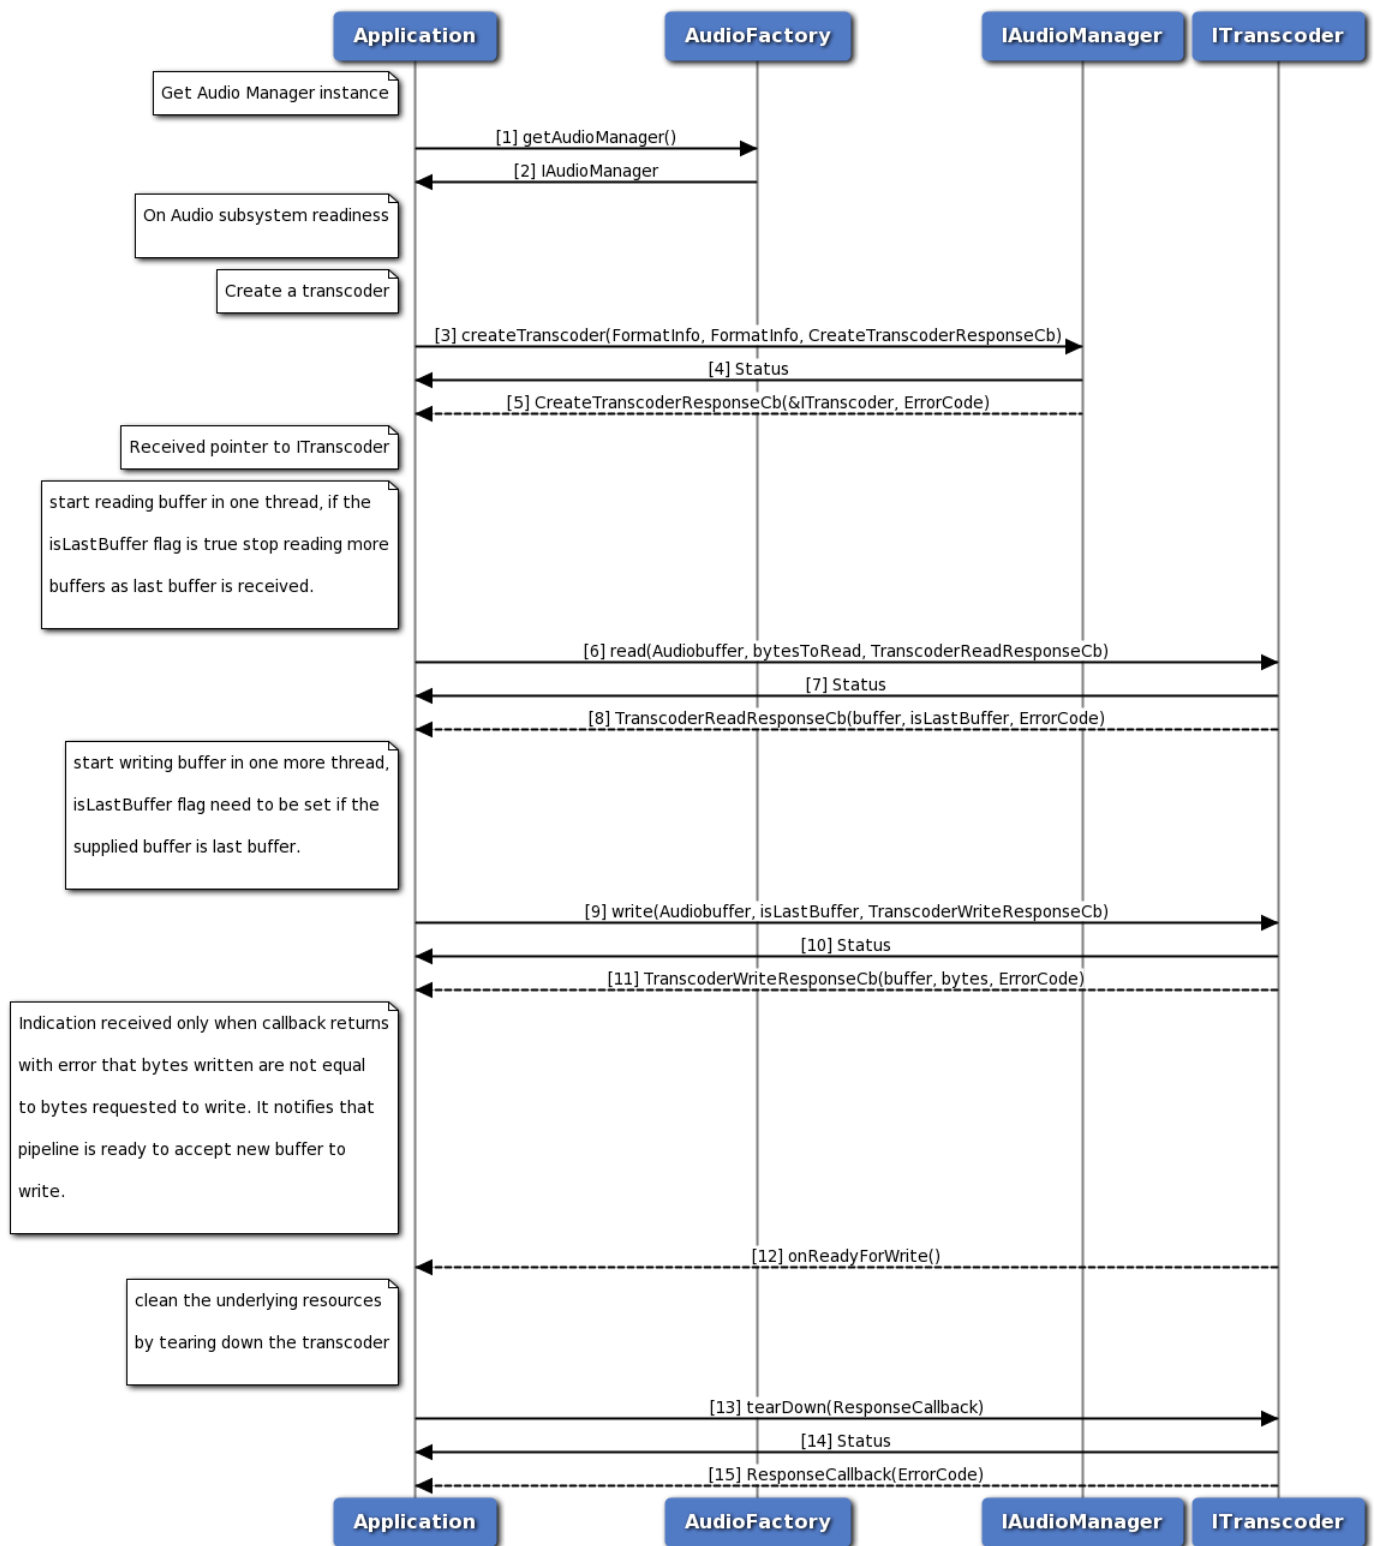 Application AudioFactory IAudioManager ITranscoder
Get Audio Manager instance
[1] getAudioManager()
[2] IAudioManager
On Audio subsystem readiness
Create a transcoder
[3] createTranscoder(FormatInfo, FormatInfo, CreateTranscoderResponseCb)
[4] Status
[5] CreateTranscoderResponseCb(&ITranscoder, ErrorCode)
Received pointer to ITranscoder
start reading buffer in one thread, if the
isLastBuffer flag is true stop reading more
buffers as last buffer is received.
[6] read(Audiobuffer, bytesToRead, TranscoderReadResponseCb)
[7] Status
[8] TranscoderReadResponseCb(buffer, isLastBuffer, ErrorCode)
start writing buffer in one more thread,
isLastBuffer flag need to be set if the
supplied buffer is last buffer.
[9] write(Audiobuffer, isLastBuffer, TranscoderWriteResponseCb)
[10] Status
[11] TranscoderWriteResponseCb(buffer, bytes, ErrorCode)
Indication received only when callback returns
with error that bytes written are not equal
to bytes requested to write. It notifies that
pipeline is ready to accept new buffer to
write.
[12] onReadyForWrite()
clean the underlying resources
by tearing down the transcoder
[13] tearDown(ResponseCallback)
[14] Status
[15] ResponseCallback(ErrorCode)
Application AudioFactory IAudioManager ITranscoder